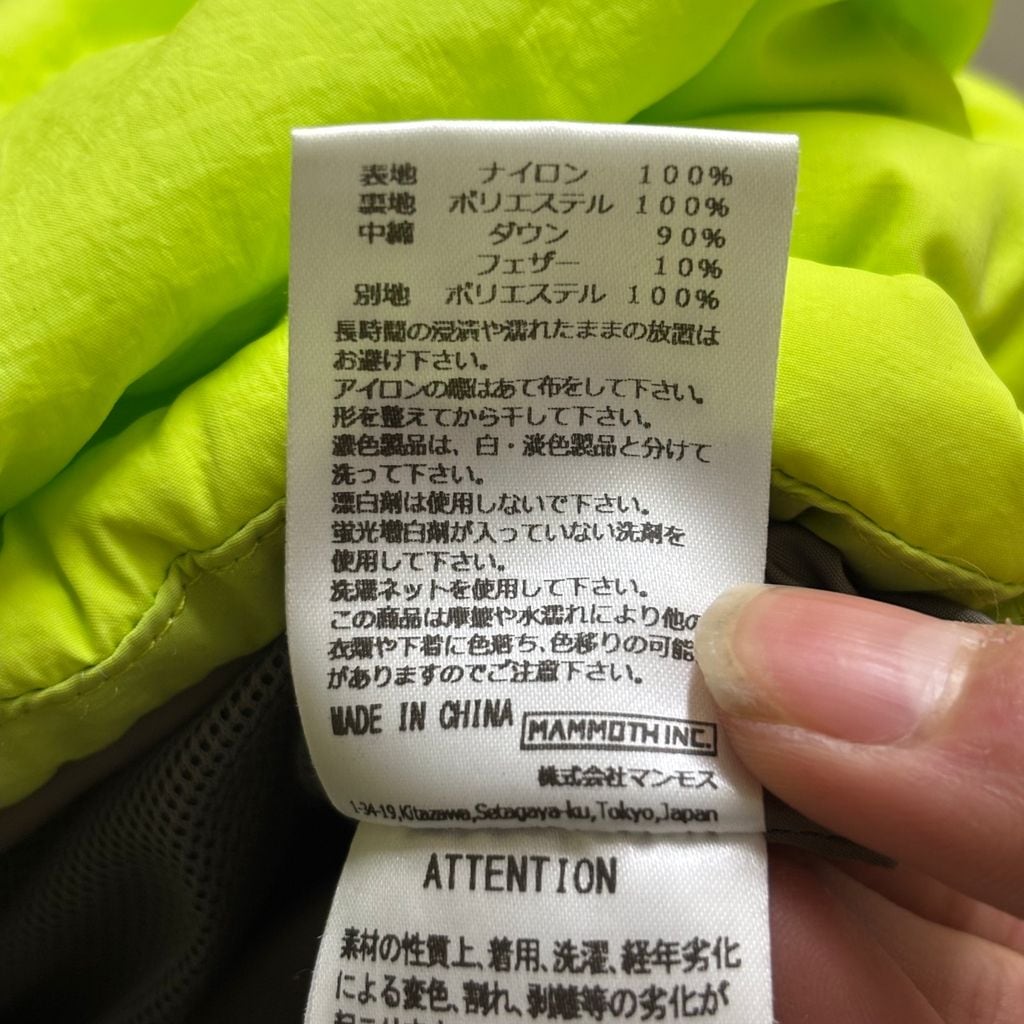 表地 ナイロン 100%
裏地 ポリエステル 100%
中綿 ダウン 90%
フェザー 10%
別地 ポリエステル 100%
長時間の浸漬や濡れたままの放置は
お避け下さい。
アイロンの際はあて布をして下さい。
形を整えてから干して下さい。
濃色製品は、白・淡色製品と分けて
洗って下さい。
漂白剤は使用しないで下さい。
蛍光増白剤が入っていない洗剤を
使用して下さい。
洗濯ネットを使用して下さい。
この商品は摩擦や水濡れにより他の
衣類や下着に色落ち、色移りの可能
がありますのでご注意下さい。
MADE IN CHINA
MAMMOTH INC.
株式会社マンモス
1-34-19,Kitazawa,Setagaya-ku,Tokyo,Japan
ATTENTION
素材の性質上、着用、洗濯、経年劣化
による変色、割れ、剥離等の劣化が